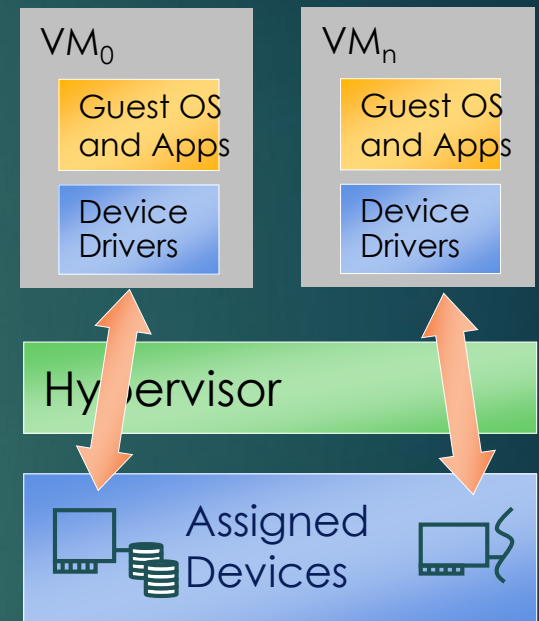 VM0
Guest OS
and Apps
Device
Drivers
VMn
Guest OS
and Apps
Device
Drivers
Hypervisor
Assigned
Devices